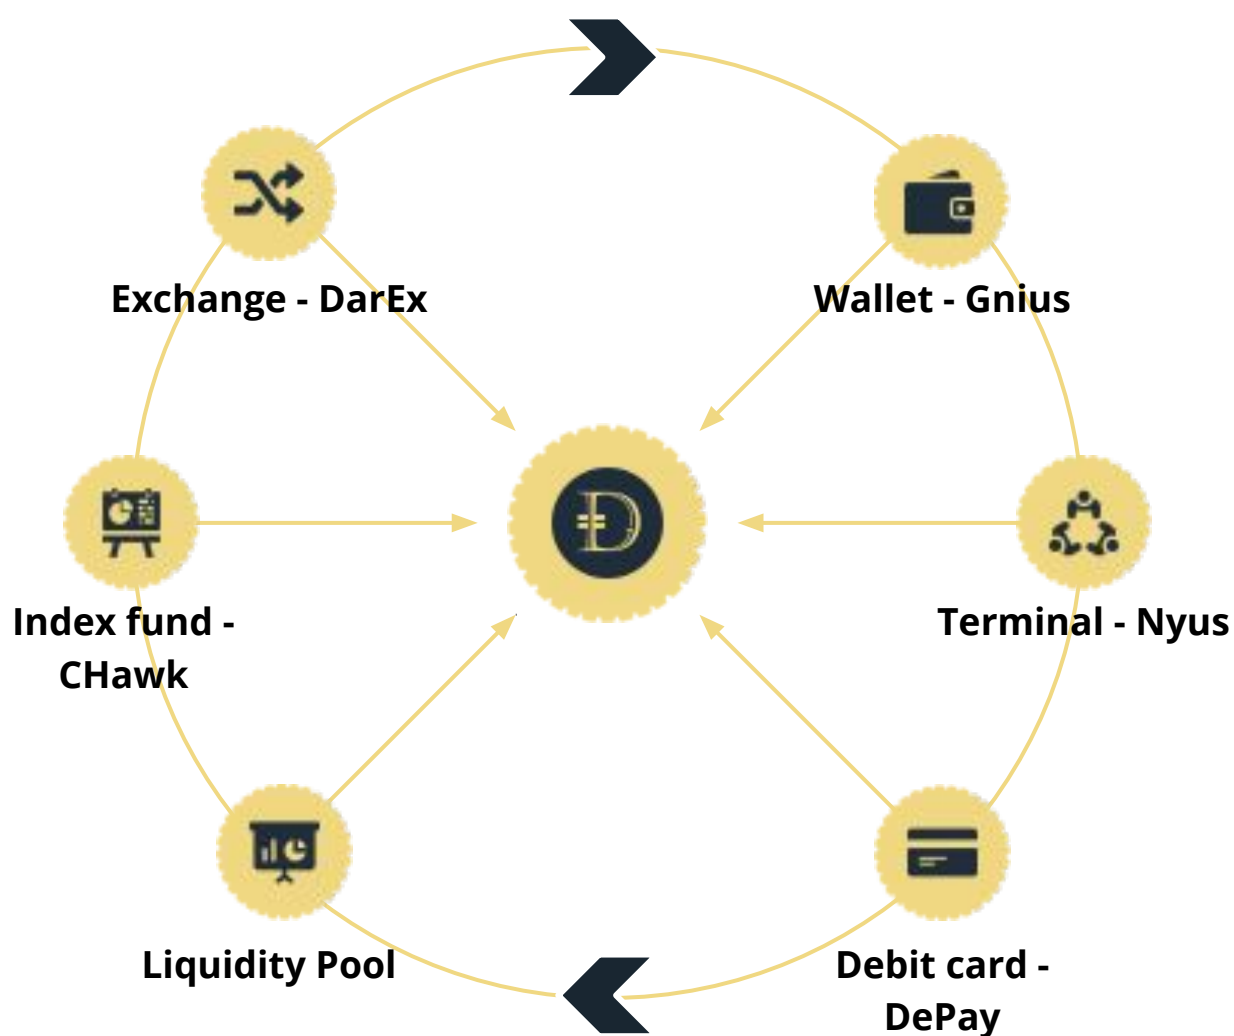 Exchange - DarEx
Wallet - Gnius
Index fund -
CHawk
Terminal - Nyus
Liquidity Pool
Debit card -
DePay